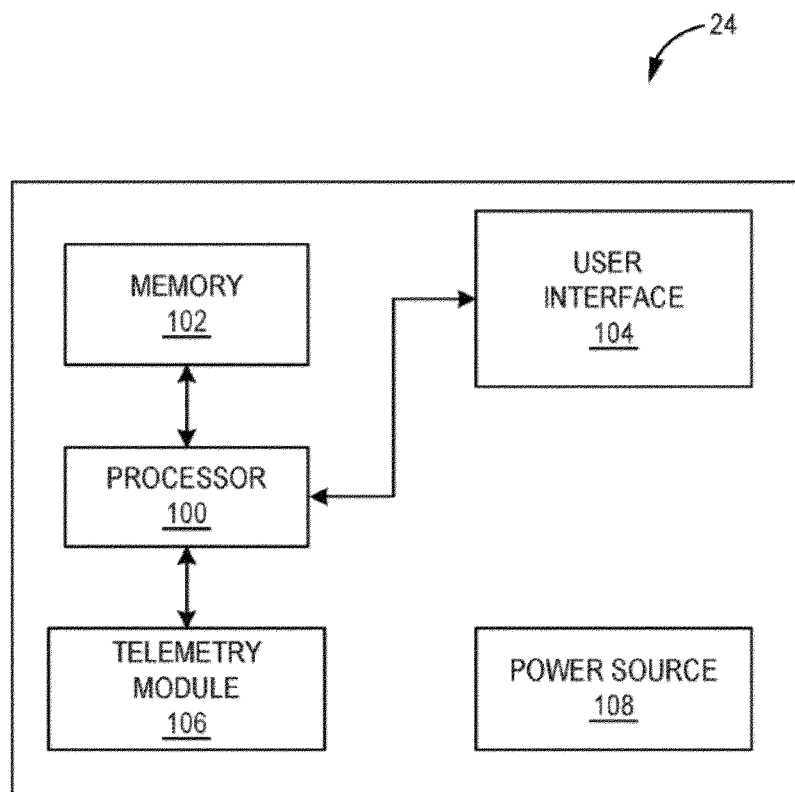 24
MEMORY
102
USER
INTERFACE
104
PROCESSOR
100
TELEMETRY
MODULE
106
POWER SOURCE
108